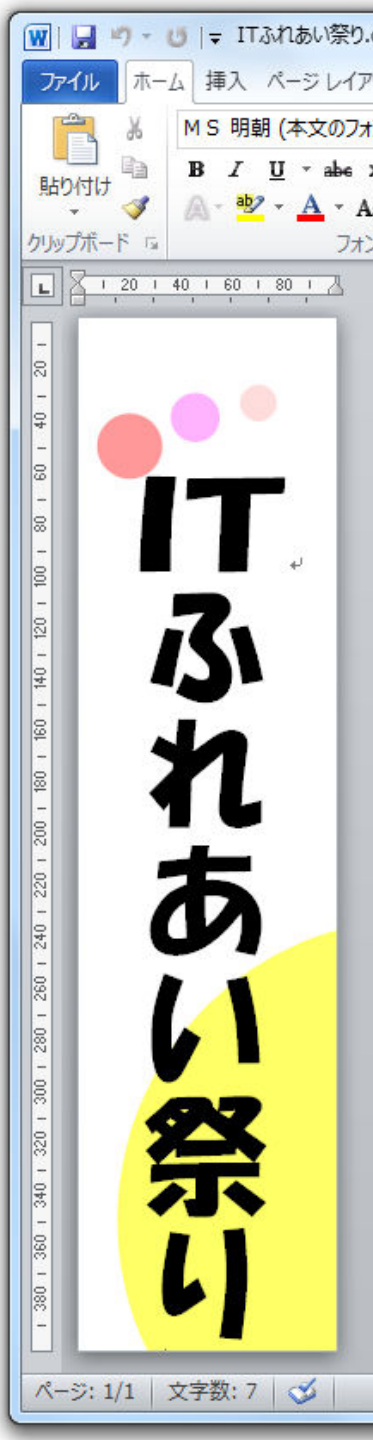 W ITふれあい祭り.
ファイル ホーム 挿入 ページ レイア
貼り付け
クリップボード
MS 明朝 (本文のフォ
B I U abc
ab A A
フォン
L 20 40 60 80
20 40 60 80 100 120 140 160 180 200 220 240 260 280 300 320 340 360 380
ITふれあい祭り
ページ: 1/1 文字数: 7